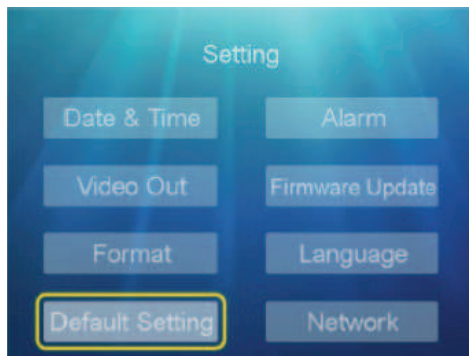 Setting
Date & Time
Alarm
Video Out
Firmware Update
Format
Language
Default Setting
Network